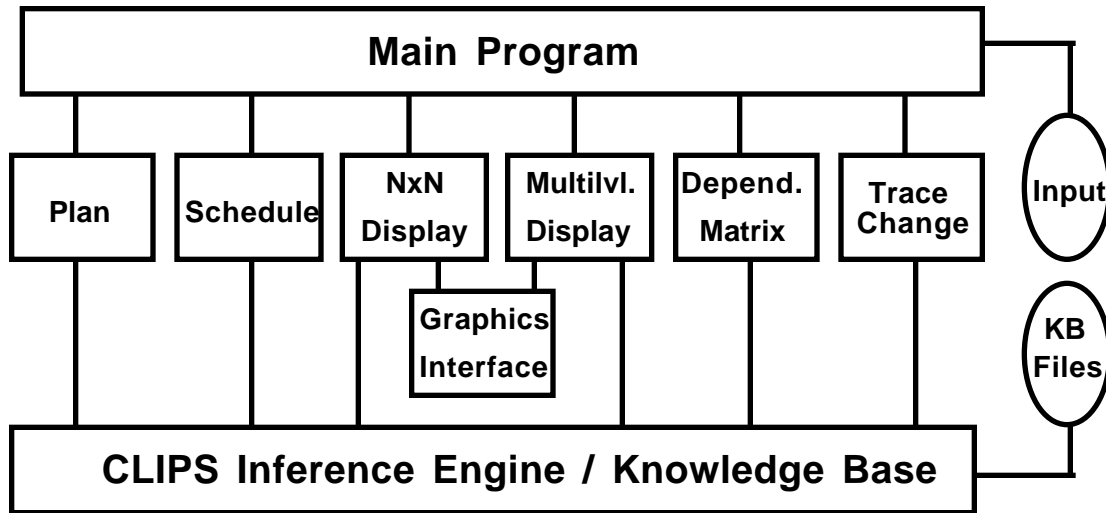 Main Program
Plan
Schedule
NxN
Display
Multilvl.
Display
Depend.
Matrix
Trace
Change
Input
Graphics
Interface
KB
Files
CLIPS Inference Engine / Knowledge Base